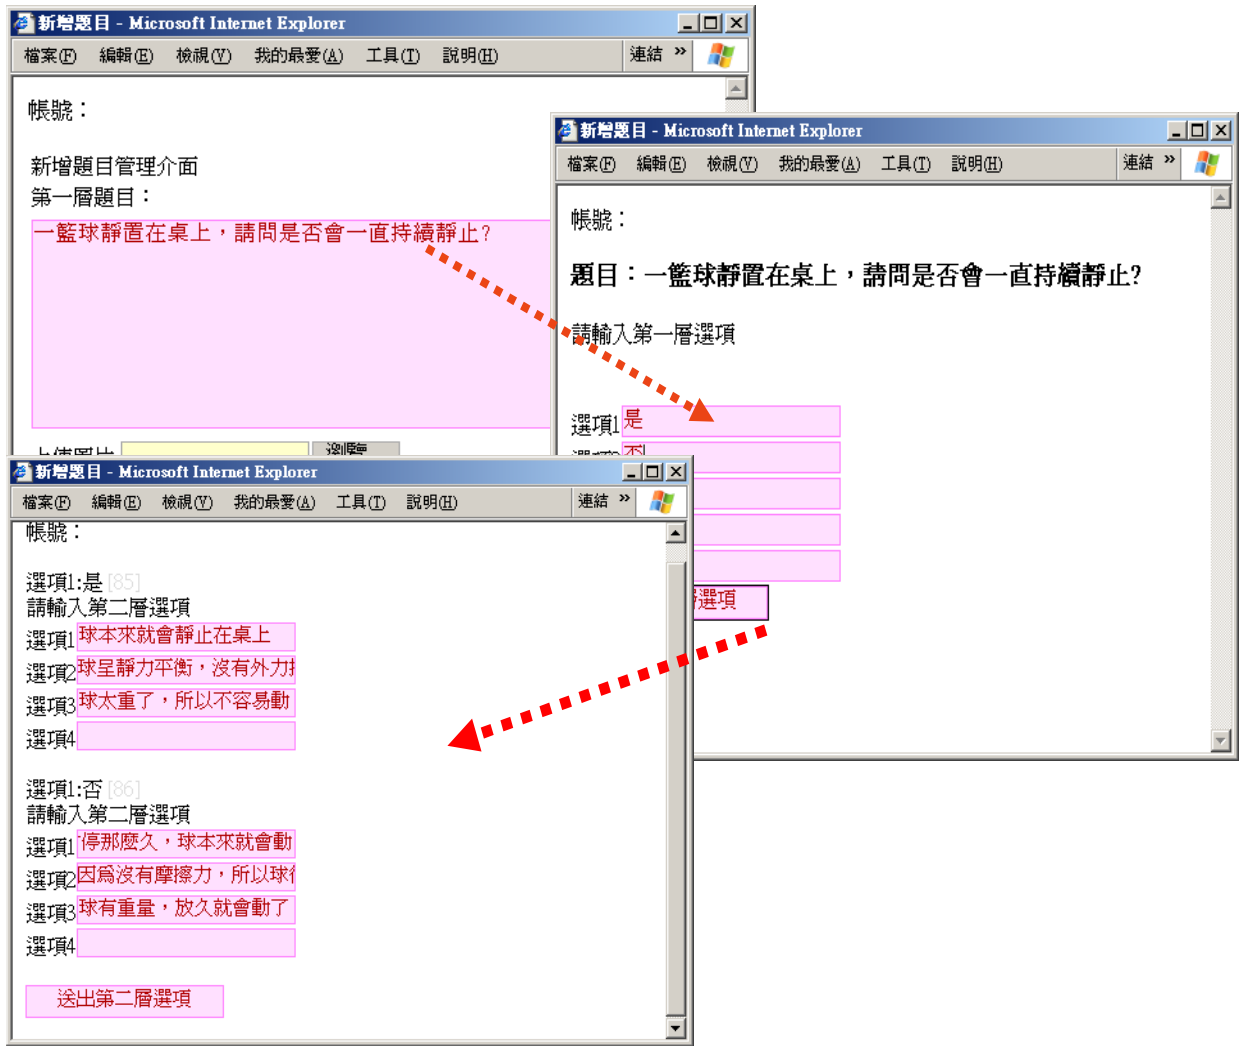 新增題目 - Microsoft Internet Explorer
檔案(F) 編輯(E) 檢視(V) 我的最愛(A) 工具(T) 說明(H) 連結 »
帳號：
新增題目管理介面
第一層題目：
一籃球靜置在桌上，請問是否會一直持續靜止?
上傳圖片 瀏覽
新增題目 - Microsoft Internet Explorer
檔案(F) 編輯(E) 檢視(V) 我的最愛(A) 工具(T) 說明(H) 連結 »
帳號：
題目：一籃球靜置在桌上，請問是否會一直持續靜止?
請輸入第一層選項
選項1 是
選項2 否
選項
新增題目 - Microsoft Internet Explorer
檔案(F) 編輯(E) 檢視(V) 我的最愛(A) 工具(T) 說明(H) 連結 »
帳號：
選項1:是 [85]
請輸入第二層選項
選項1 球本來就會靜止在桌上
選項2 球呈靜力平衡，沒有外力
選項3 球太重了，所以不容易動
選項4
選項1:否 [86]
請輸入第二層選項
選項1 停那麼久，球本來就會動
選項2 因為沒有摩擦力，所以球
選項3 球有重量，放久就會動了
選項4
送出第二層選項